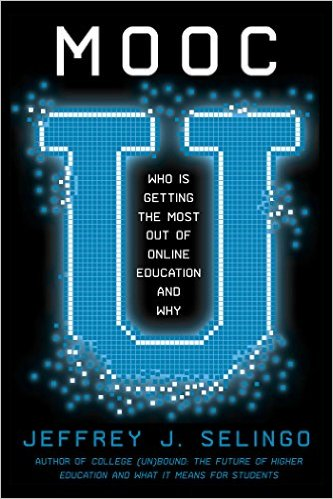 MOOC
U
WHO IS
GETTING
THE MOST
OUT OF
ONLINE
EDUCATION
AND
WHY
JEFFREY J. SELINGO
AUTHOR OF COLLEGE (UN)BOUND: THE FUTURE OF HIGHER
EDUCATION AND WHAT IT MEANS FOR STUDENTS